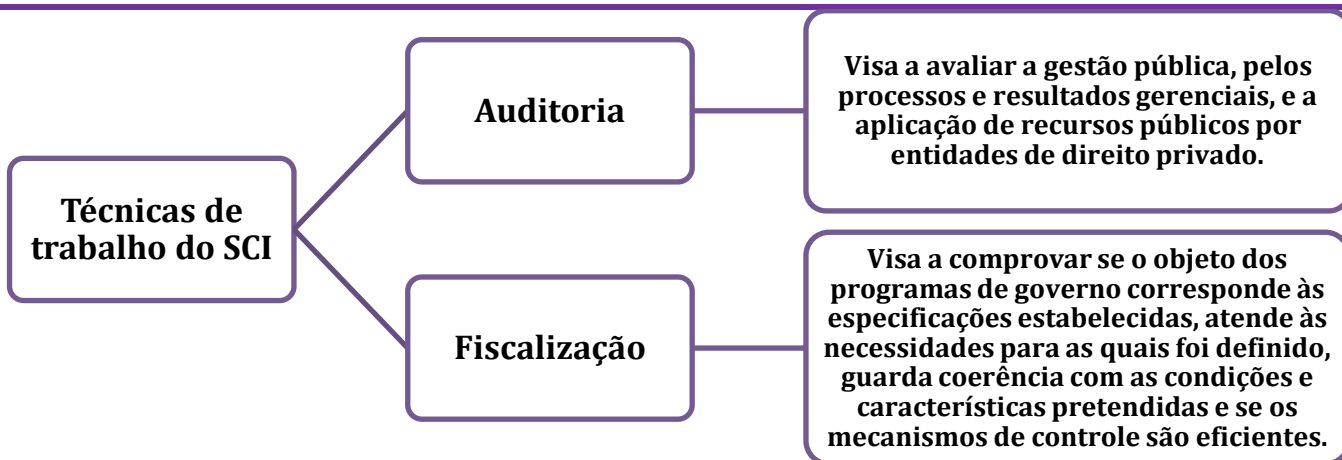 Técnicas de
trabalho do SCI
Auditoria
Visa a avaliar a gestão pública, pelos
processos e resultados gerenciais, e a
aplicação de recursos públicos por
entidades de direito privado.
Fiscalização
Visa a comprovar se o objeto dos
programas de governo corresponde às
especificações estabelecidas, atende às
necessidades para as quais foi definido,
guarda coerência com as condições e
características pretendidas e se os
mecanismos de controle são eficientes.